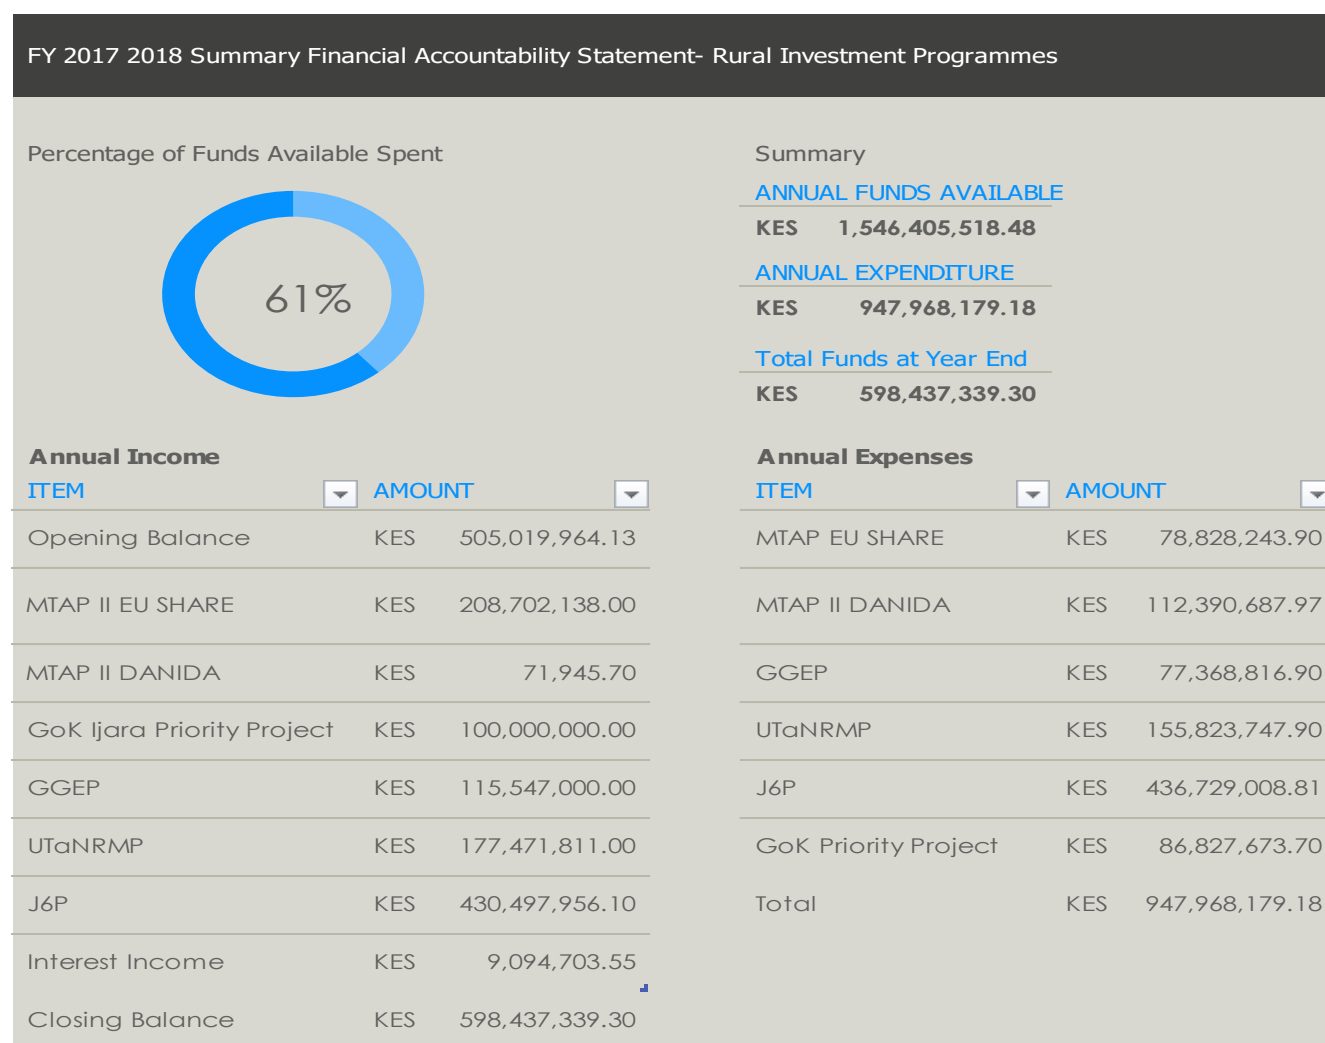 FY 2017 2018 Summary Financial Accountability Statement- Rural Investment Programmes
Percentage of Funds Available Spent
61%
Summary
ANNUAL FUNDS AVAILABLE
KES 1,546,405,518.48
ANNUAL EXPENDITURE
KES 947,968,179.18
Total Funds at Year End
KES 598,437,339.30
Annual Income
ITEM AMOUNT
Opening Balance KES 505,019,964.13
MTAP II EU SHARE KES 208,702,138.00
MTAP II DANIDA KES 71,945.70
GoK Ijara Priority Project KES 100,000,000.00
GGEP KES 115,547,000.00
UTaNRMP KES 177,471,811.00
J6P KES 430,497,956.10
Interest Income KES 9,094,703.55
Closing Balance KES 598,437,339.30
Annual Expenses
ITEM AMOUNT
MTAP EU SHARE KES 78,828,243.90
MTAP II DANIDA KES 112,390,687.97
GGEP KES 77,368,816.90
UTaNRMP KES 155,823,747.90
J6P KES 436,729,008.81
GoK Priority Project KES 86,827,673.70
Total KES 947,968,179.18